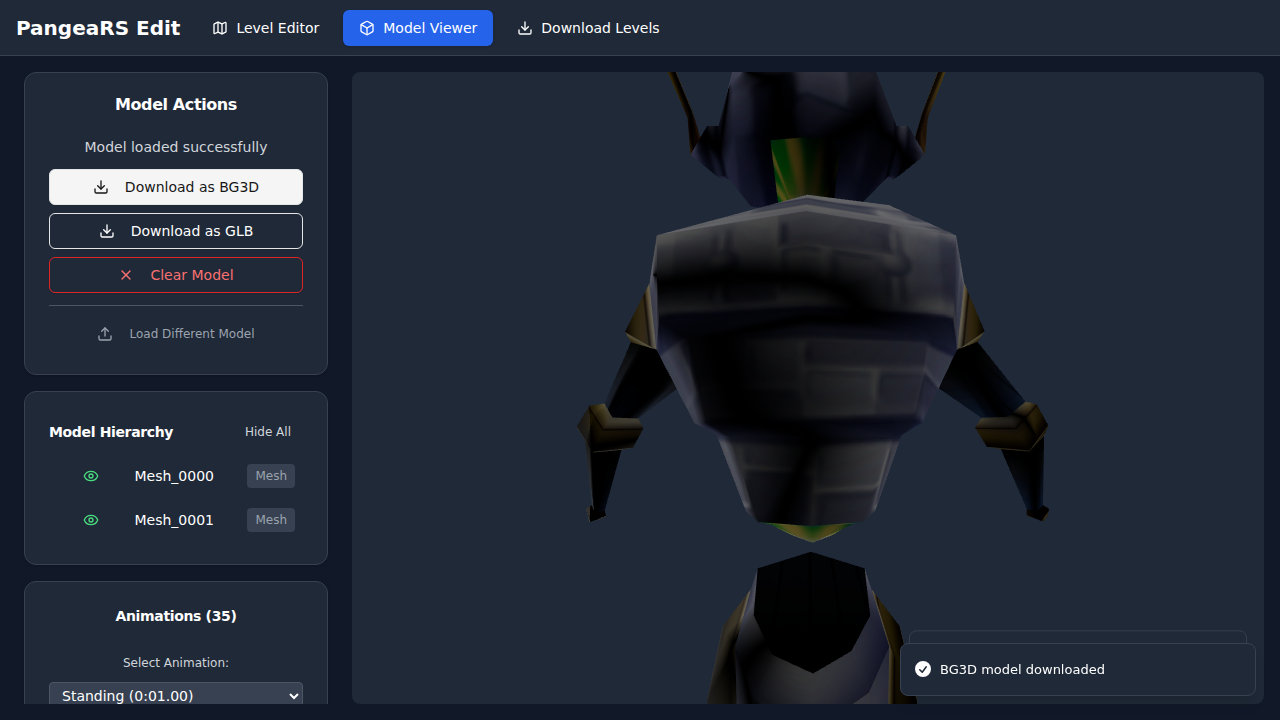 PangeaRS Edit
Level Editor
Model Viewer
Download Levels
Model Actions
Model loaded successfully
Download as BG3D
Download as GLB
Clear Model
Load Different Model
Model Hierarchy
Hide All
Mesh_0000
Mesh
Mesh_0001
Mesh
Animations (35)
Select Animation:
Standing (0:01.00)
BG3D model downloaded